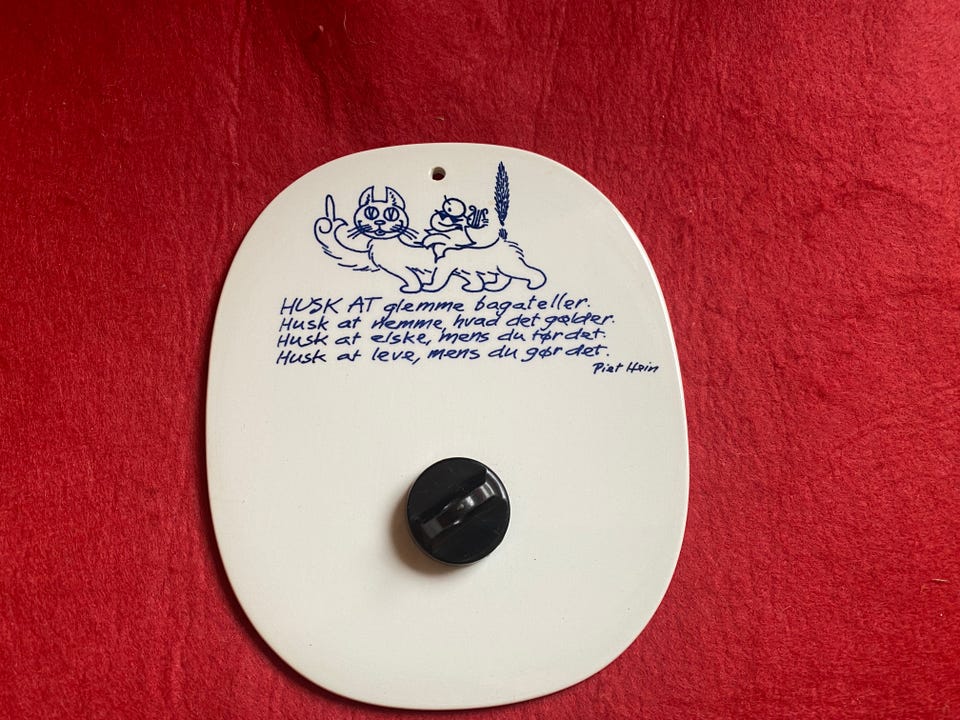 HUSK AT glemme bagateller.
Husk at nemme, hvad det gælder.
Husk at elske, mens du tør det.
Husk at leve, mens du gør det.
Piet Hein